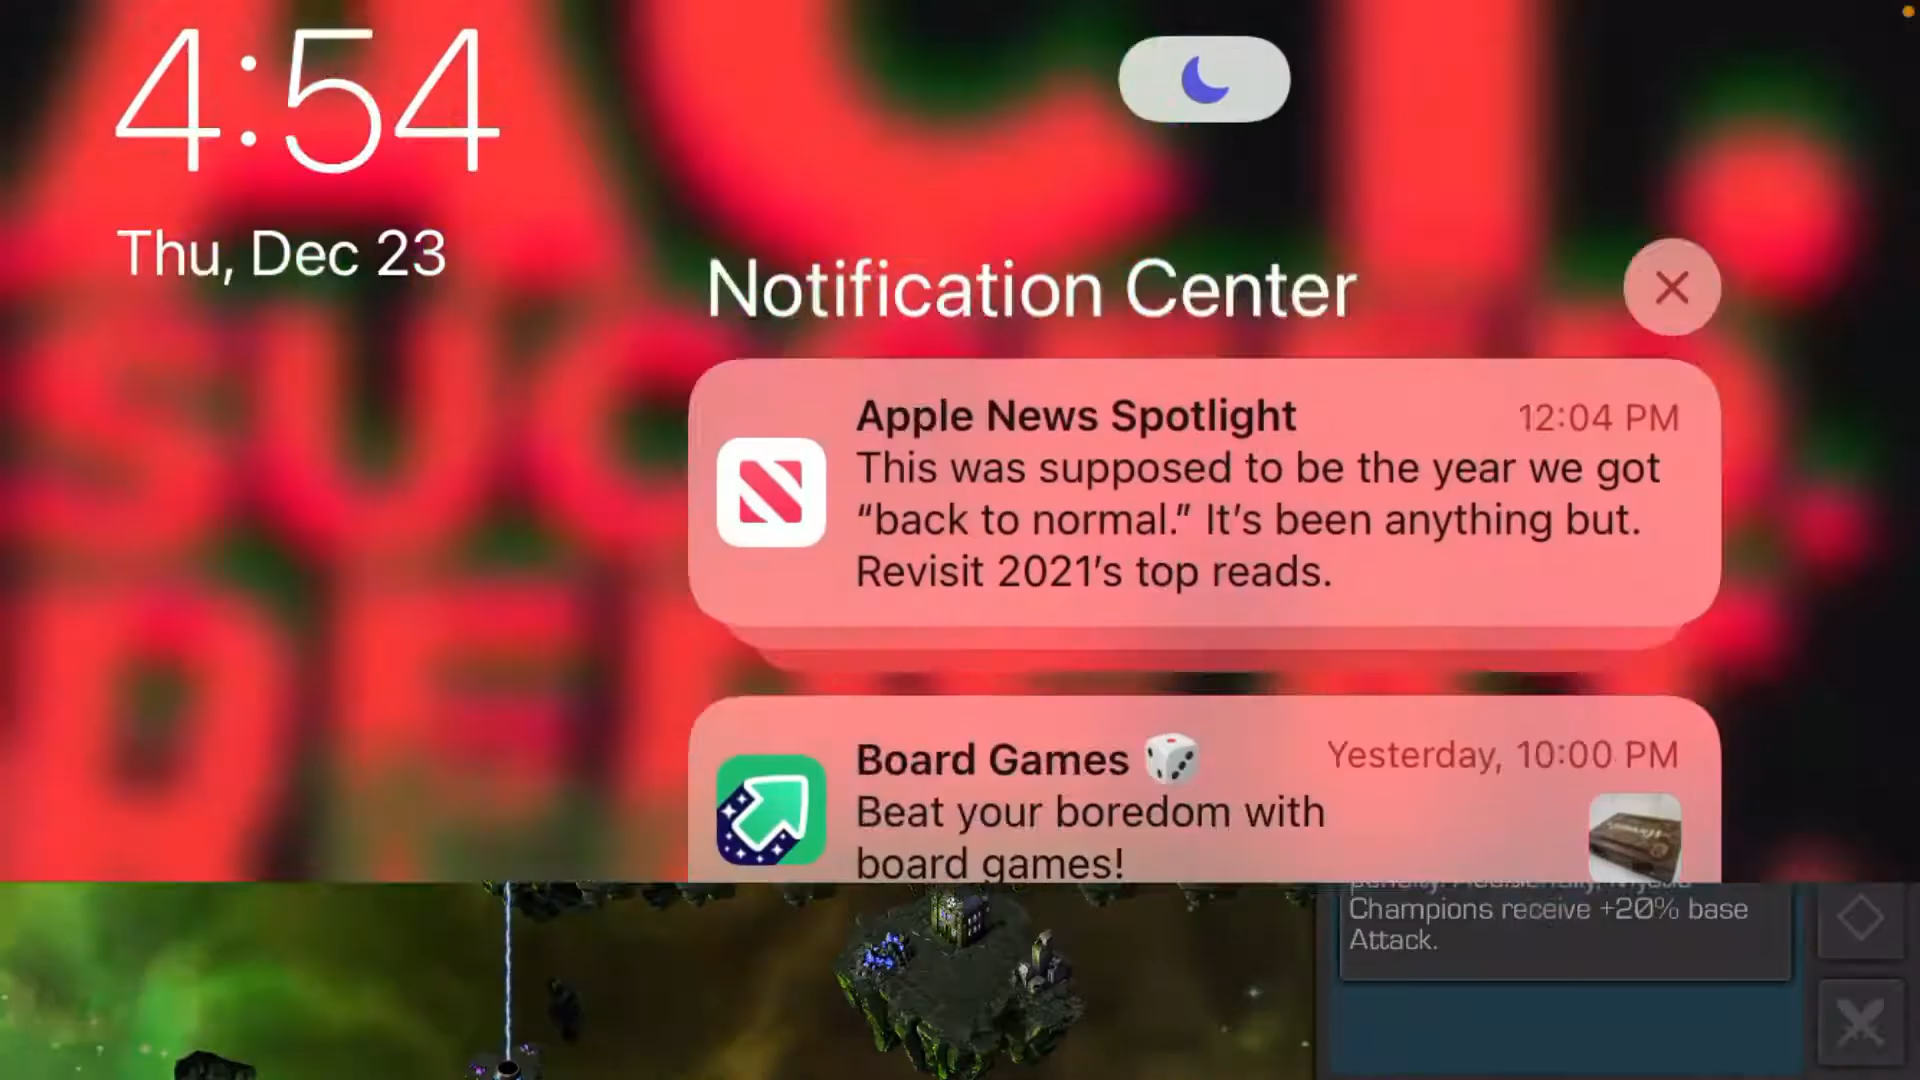 4:54
Thu, Dec 23
Notification Center
Apple News Spotlight
12:04 PM
This was supposed to be the year we got
“back to normal.” It’s been anything but.
Revisit 2021’s top reads.
Board Games 🎲
Yesterday, 10:00 PM
Beat your boredom with
board games!
Champions receive +20% base
Attack.